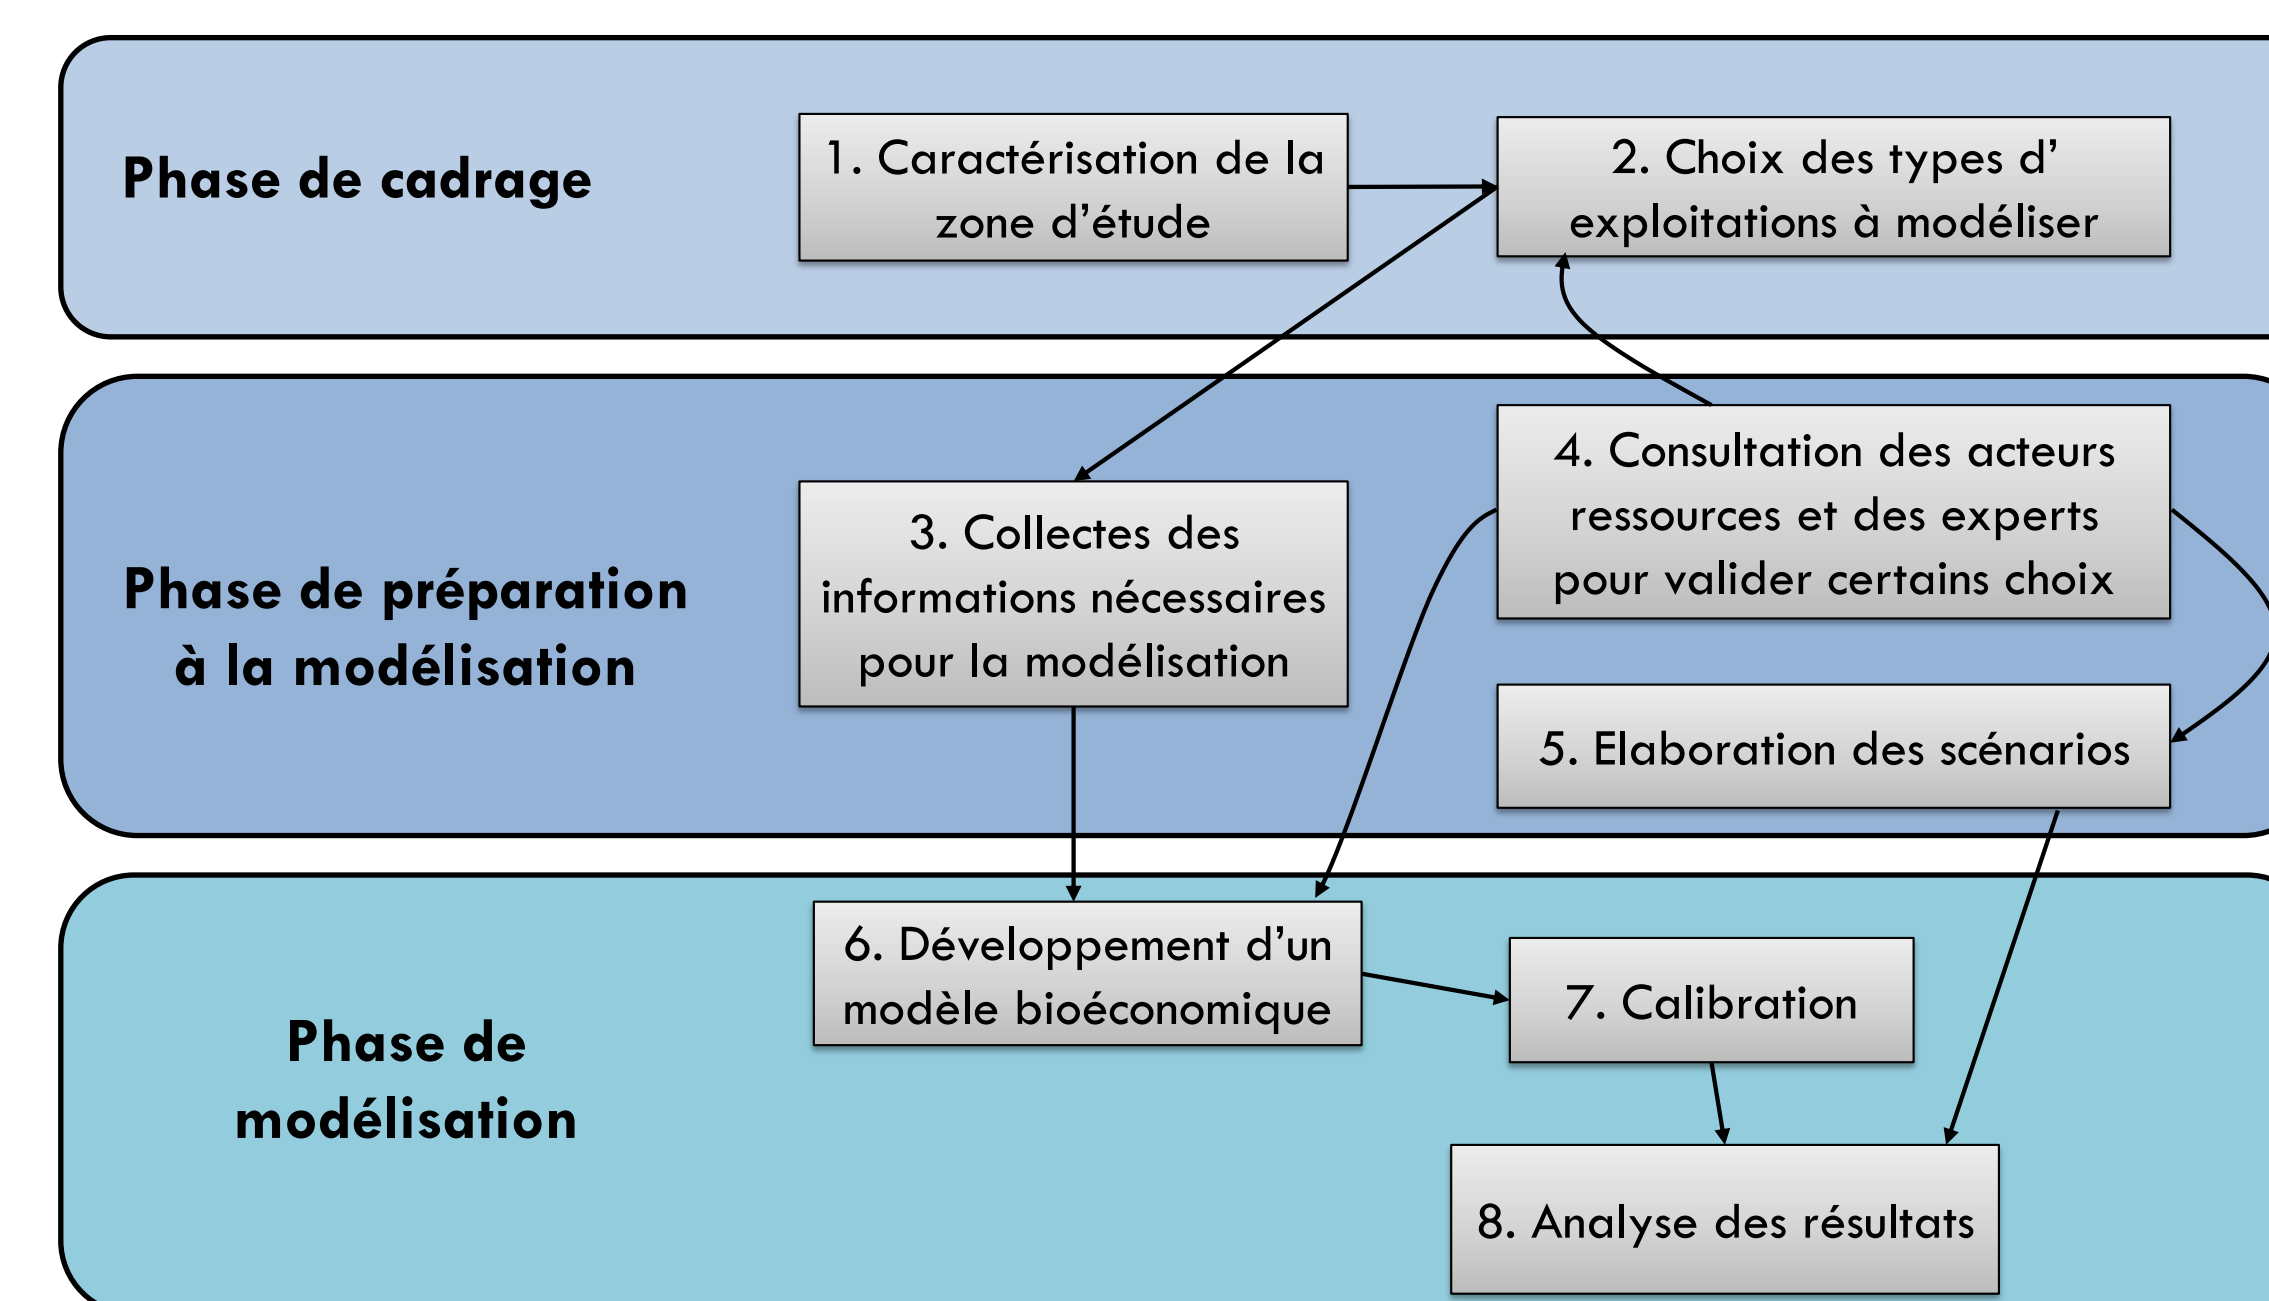 Phase de cadrage
1. Caractérisation de la
zone d’étude
2. Choix des types d’
exploitations à modéliser
Phase de préparation
à la modélisation
3. Collectes des
informations nécessaires
pour la modélisation
4. Consultation des acteurs
ressources et des experts
pour valider certains choix
5. Elaboration des scénarios
Phase de
modélisation
6. Développement d’un
modèle bioéconomique
7. Calibration
8. Analyse des résultats